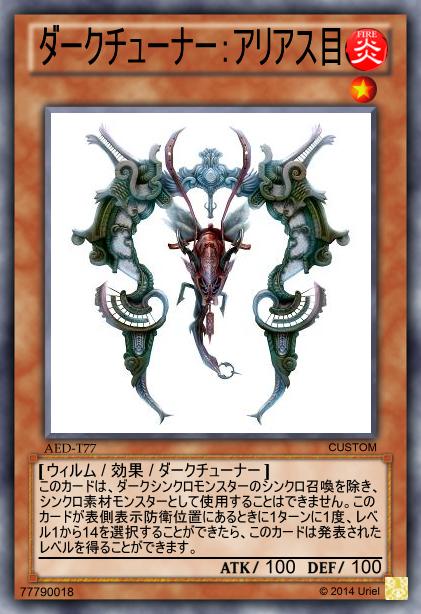 ダークチューナー：アリアス目
FIRE
炎
AED-T77
CUSTOM
[ウィルム / 効果 / ダークチューナー]
このカードは、ダークシンクロモンスターのシンクロ召喚を除き、
シンクロ素材モンスターとして使用することはできません。この
カードが表側表示防衛位置にあるときに1ターンに1度、レベ
ル1から14を選択することができたら、このカードは発表された
レベルを得ることができます。
ATK / 100 DEF / 100
77790018
© 2014 Uriel